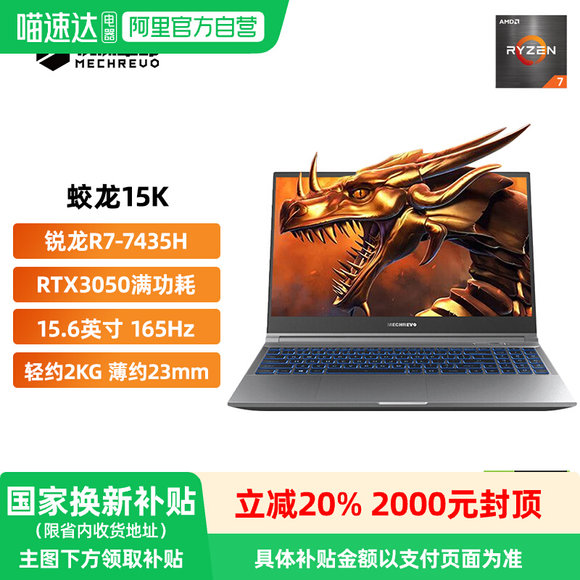 喵速达电器 阿里官方自营
MECHREVO
AMD
RYZEN
7
蛟龙15K
锐龙R7-7435H
RTX3050满功耗
15.6英寸 165Hz
轻约2KG 薄约23mm
MECHREVO
国家换新补贴
(限省内收货地址)
主图下方领取补贴
立减20% 2000元封顶
具体补贴金额以支付页面为准